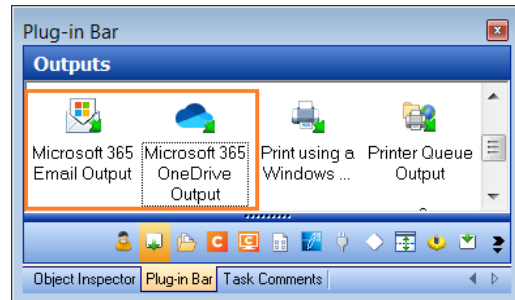 Plug-in Bar
Outputs
Microsoft 365 Email Output
Microsoft 365 OneDrive Output
Print using a Windows ...
Printer Queue Output
Object Inspector Plug-in Bar Task Comments